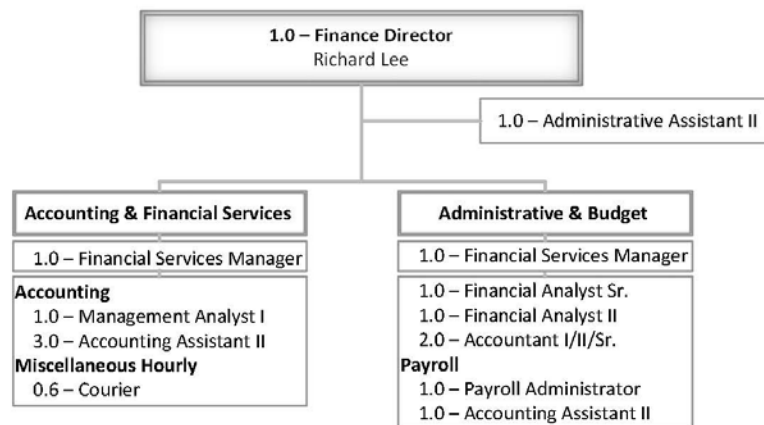 1.0 – Finance Director
Richard Lee
1.0 – Administrative Assistant II
Accounting & Financial Services
1.0 – Financial Services Manager
Accounting
1.0 – Management Analyst I
3.0 – Accounting Assistant II
Miscellaneous Hourly
0.6 – Courier
Administrative & Budget
1.0 – Financial Services Manager
1.0 – Financial Analyst Sr.
1.0 – Financial Analyst II
2.0 – Accountant I/II/Sr.
Payroll
1.0 – Payroll Administrator
1.0 – Accounting Assistant II